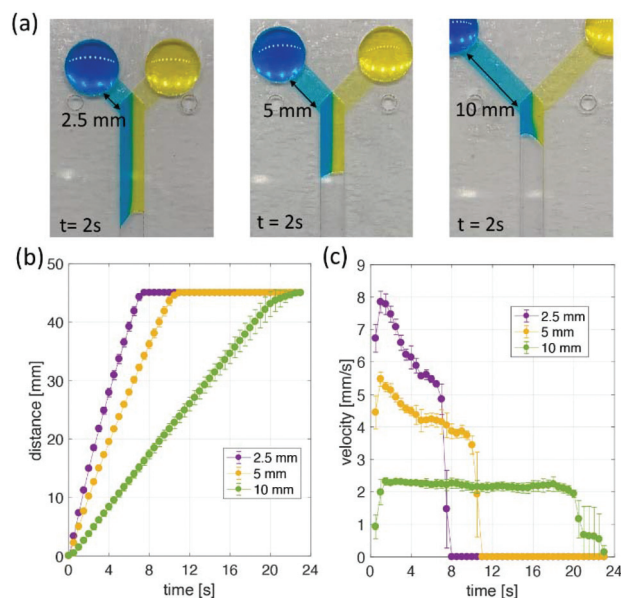 (a)
2.5 mm
t= 2s
5 mm
t = 2s
10 mm
t = 2s
(b)
distance [mm]
50
40
30
20
10
0
0 4 8 12 16 20 24
time [s]
2.5 mm
5 mm
10 mm
(c)
velocity [mm/s]
9
8
7
6
5
4
3
2
1
0
0 4 8 12 16 20 24
time [s]
2.5 mm
5 mm
10 mm